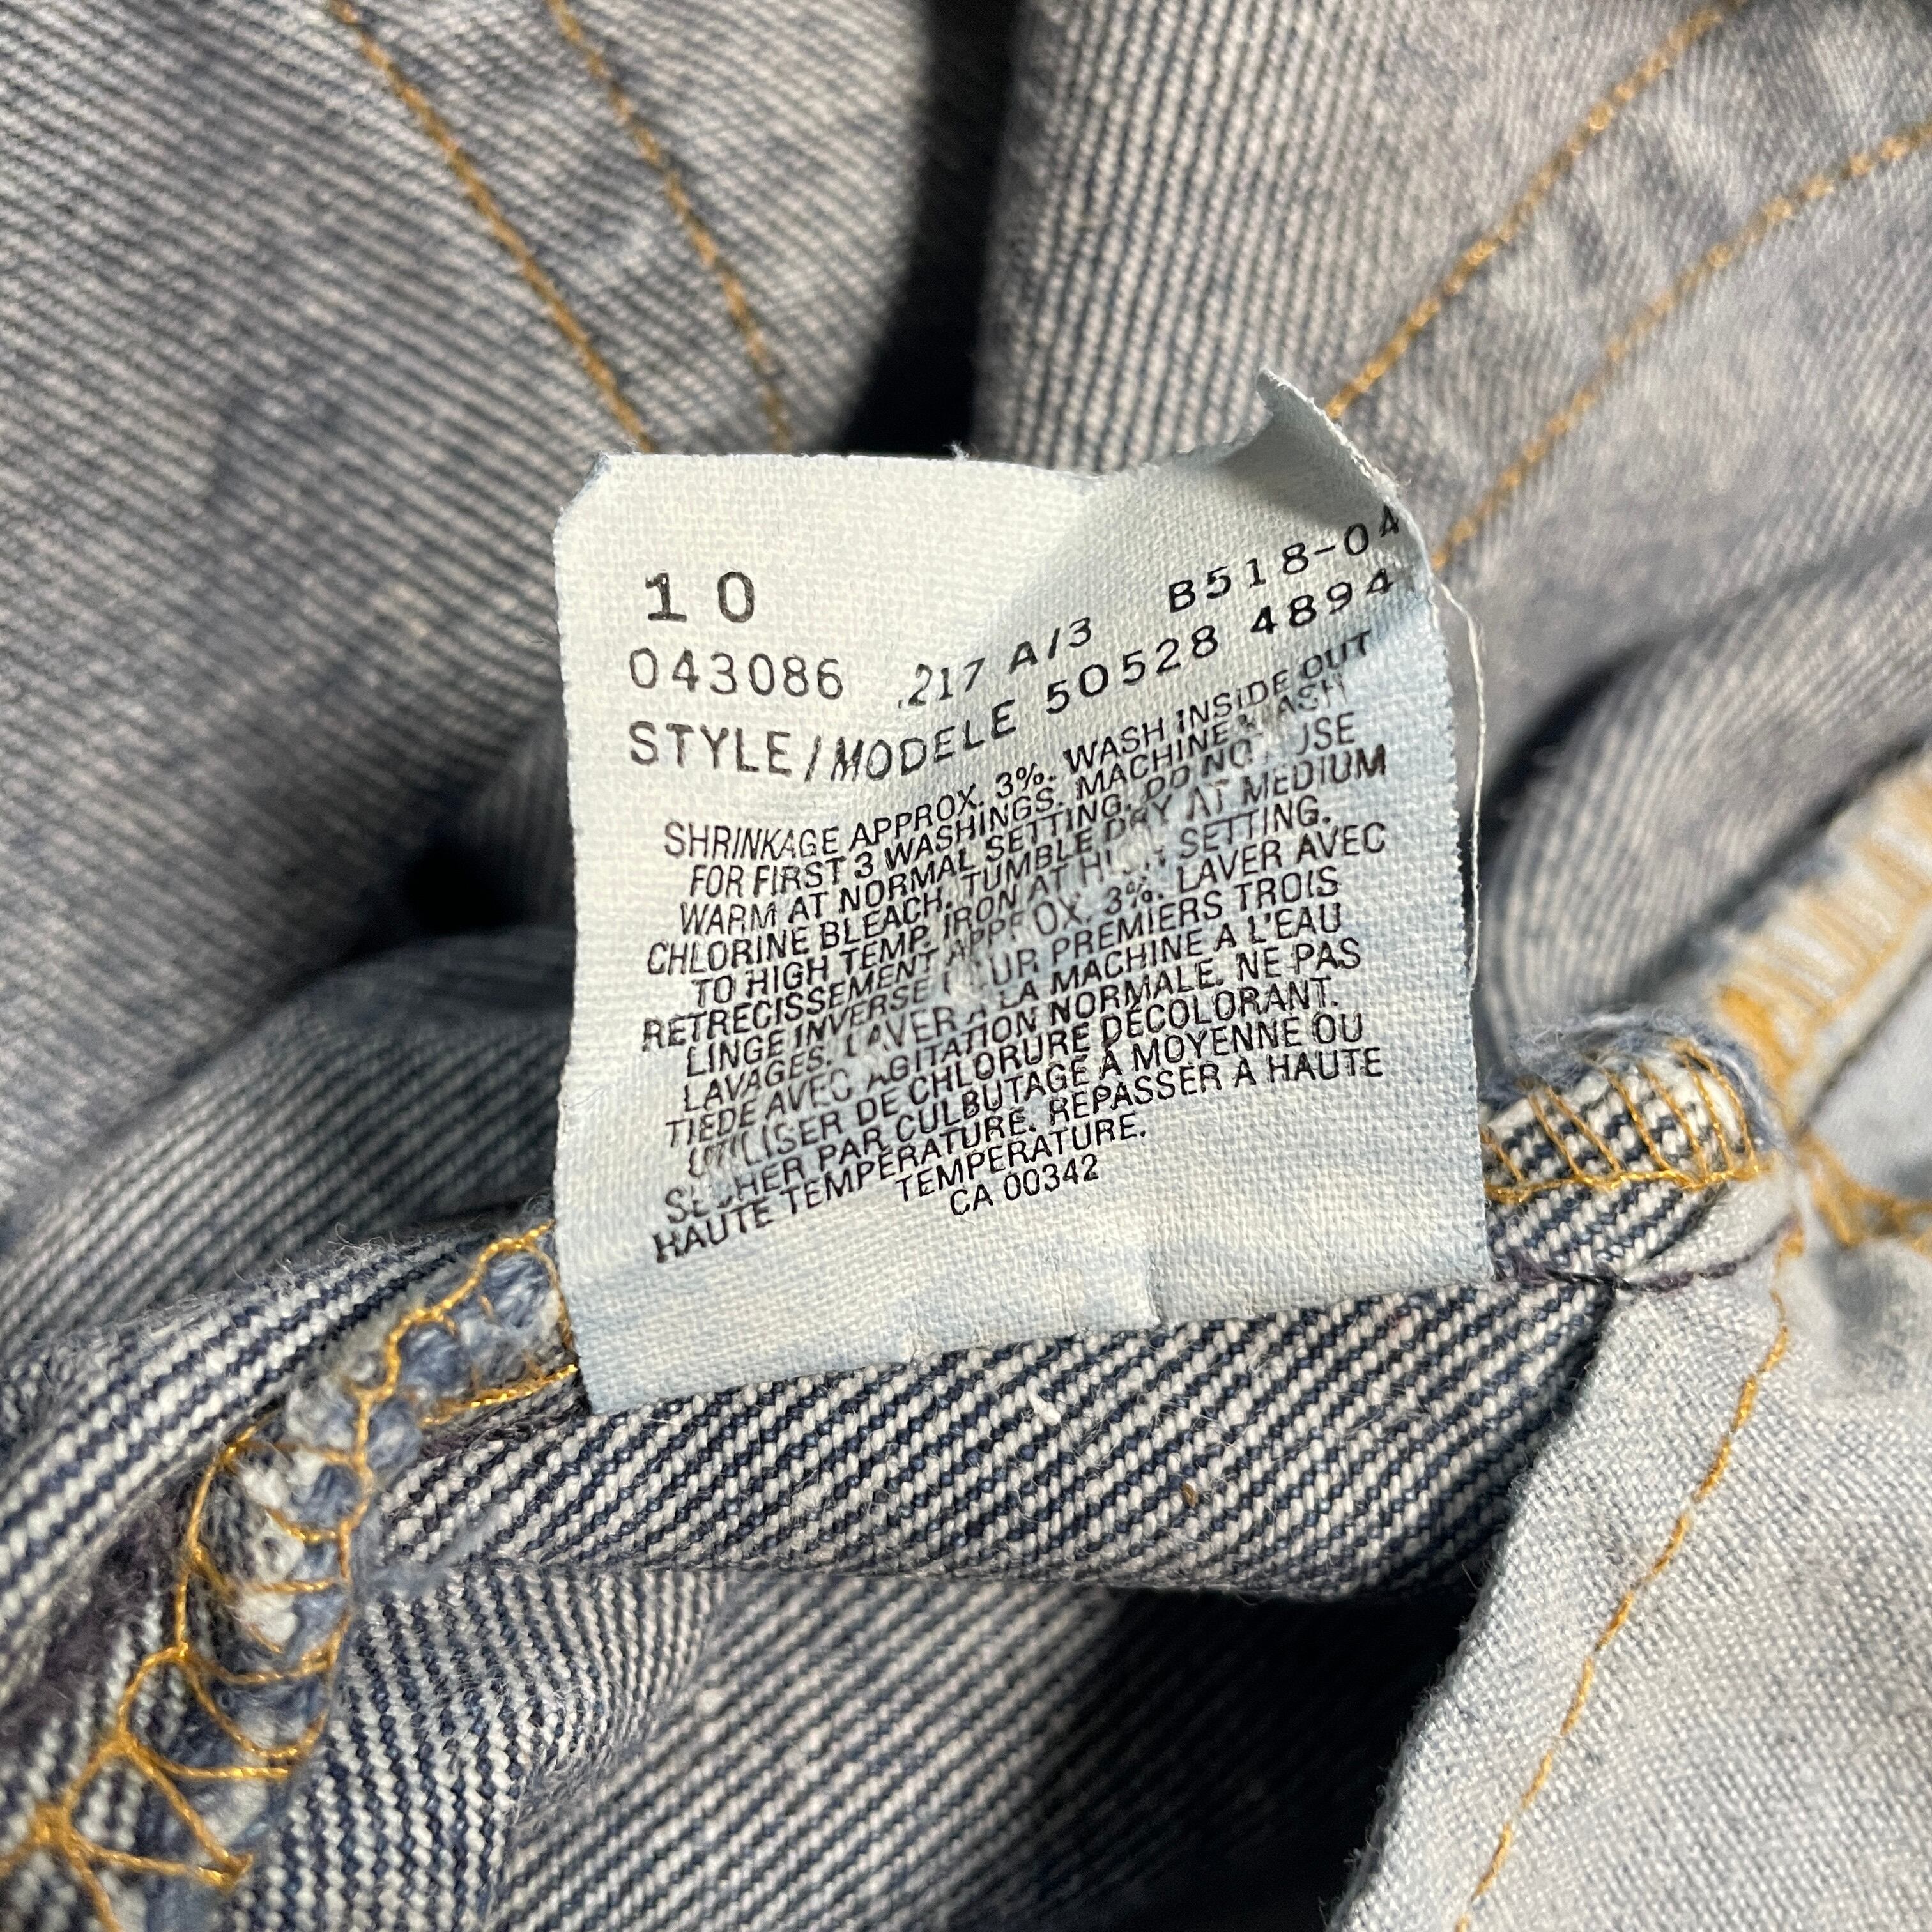 10
043086 217 A/3 B518-04
STYLE/MODELE 50528 4894
SHRINKAGE APPROX. 3%. WASH INSIDE OUT
FOR FIRST 3 WASHINGS. MACHINE WASH
WARM AT NORMAL SETTING. DO NOT USE
CHLORINE BLEACH. TUMBLE DRY AT MEDIUM
TO HIGH TEMP. IRON AT HIGH SETTING.
RETRECISSEMENT APPROX. 3%. LAVER AVEC
LINGE INVERSE POUR PREMIERS TROIS
LAVAGES. LAVER A LA MACHINE A L'EAU
TIEDE AVEC AGITATION NORMALE. NE PAS
UTILISER DE CHLORURE DECOLORANT.
SECHER PAR CULBUTAGE À MOYENNE OU
HAUTE TEMPERATURE. REPASSER A HAUTE
TEMPERATURE.
CA 00342